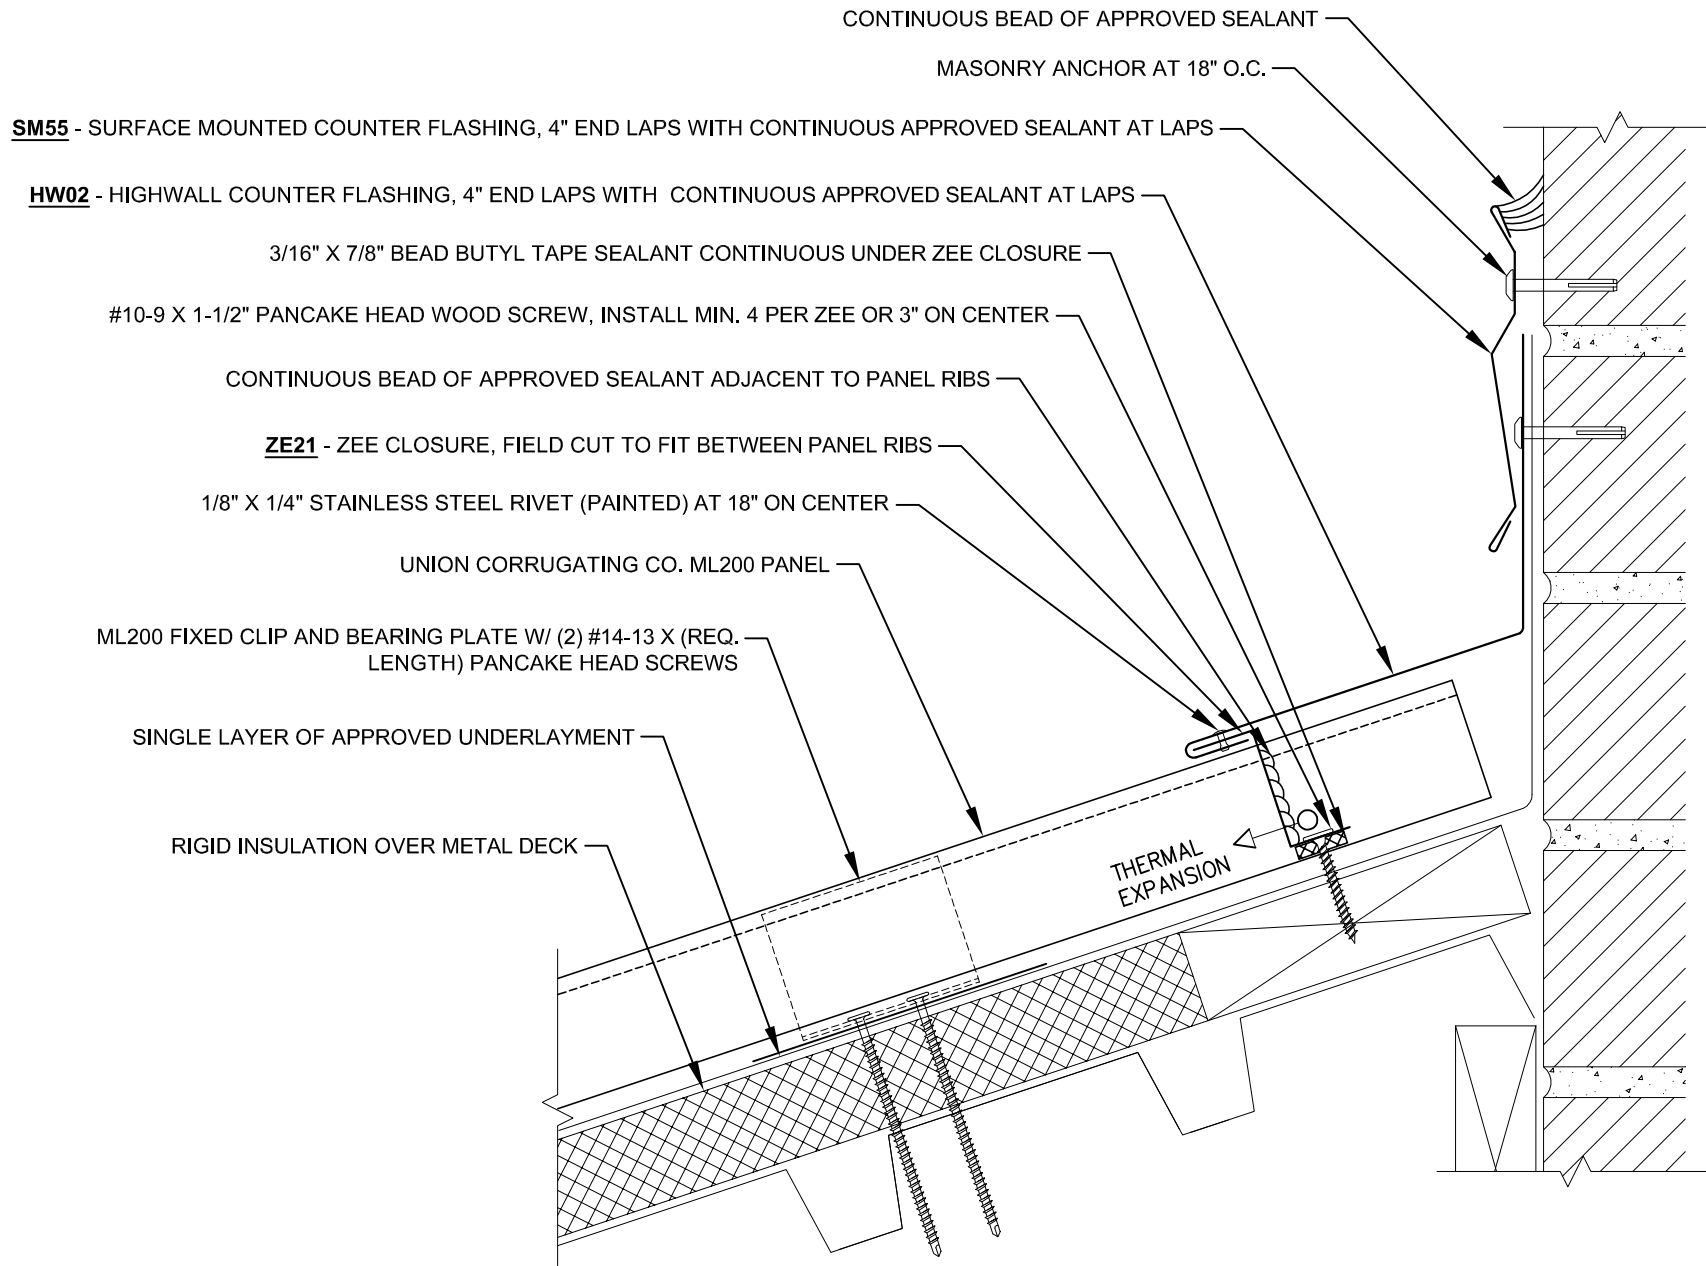 CONTINUOUS BEAD OF APPROVED SEALANT
MASONRY ANCHOR AT 18" O.C.
SM55 - SURFACE MOUNTED COUNTER FLASHING, 4" END LAPS WITH CONTINUOUS APPROVED SEALANT AT LAPS
HW02 - HIGHWALL COUNTER FLASHING, 4" END LAPS WITH CONTINUOUS APPROVED SEALANT AT LAPS
3/16" X 7/8" BEAD BUTYL TAPE SEALANT CONTINUOUS UNDER ZEE CLOSURE
#10-9 X 1-1/2" PANCAKE HEAD WOOD SCREW, INSTALL MIN. 4 PER ZEE OR 3" ON CENTER
CONTINUOUS BEAD OF APPROVED SEALANT ADJACENT TO PANEL RIBS
ZE21 - ZEE CLOSURE, FIELD CUT TO FIT BETWEEN PANEL RIBS
1/8" X 1/4" STAINLESS STEEL RIVET (PAINTED) AT 18" ON CENTER
UNION CORRUGATING CO. ML200 PANEL
ML200 FIXED CLIP AND BEARING PLATE W/ (2) #14-13 X (REQ.
LENGTH) PANCAKE HEAD SCREWS
SINGLE LAYER OF APPROVED UNDERLAYMENT
RIGID INSULATION OVER METAL DECK
THERMAL
EXPANSION